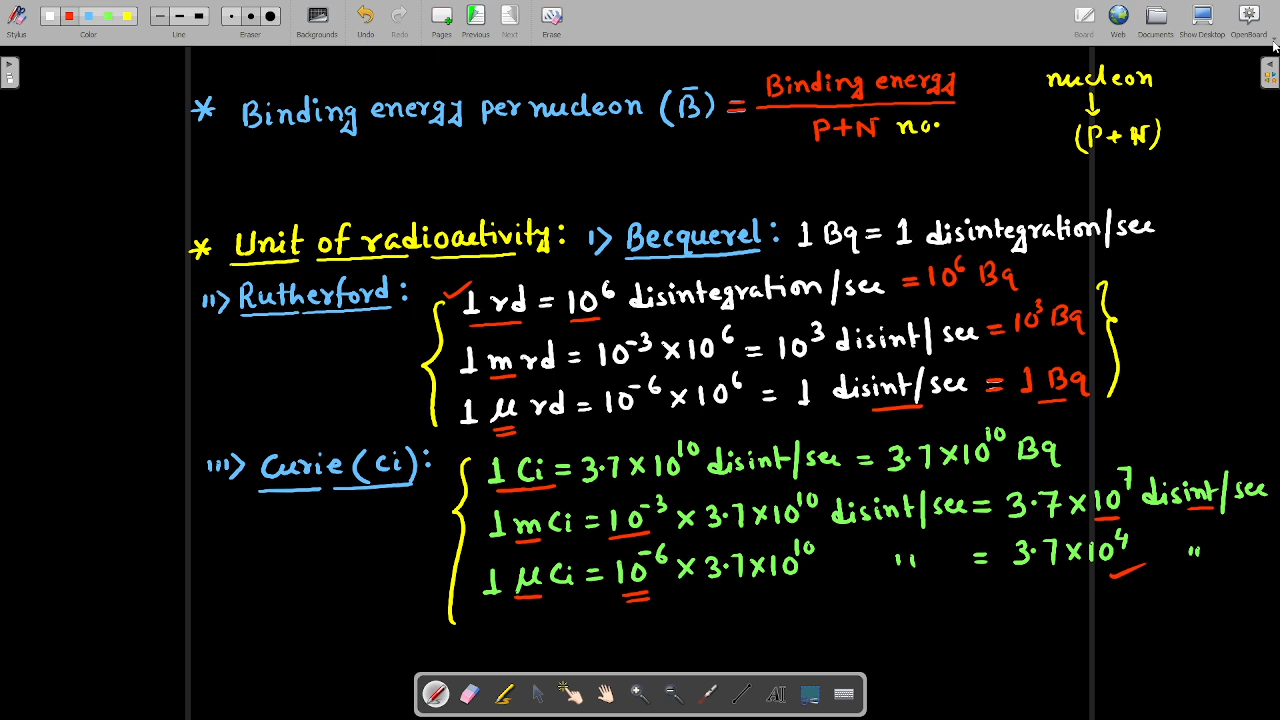 Stylus Color Line Eraser Backgrounds Undo Redo Pages Previous Next Erase Board Web Documents Show Desktop OpenBoard
* Binding energy per nucleon (B̄) = Binding energy / P+N no.
nucleon
↓
(P + N)
* Unit of radioactivity: i> Becquerel: 1 Bq = 1 disintegration/sec
ii> Rutherford:
1 rd = 10⁶ disintegration/sec = 10⁶ Bq
1 m rd = 10⁻³ × 10⁶ = 10³ disint/sec = 10³ Bq
1 μ rd = 10⁻⁶ × 10⁶ = 1 disint/sec = 1 Bq
iii> Curie (Ci):
1 Ci = 3.7 × 10¹⁰ disint/sec = 3.7 × 10¹⁰ Bq
1 mCi = 10⁻³ × 3.7 × 10¹⁰ disint/sec = 3.7 × 10⁷ disint/sec
1 μCi = 10⁻⁶ × 3.7 × 10¹⁰ " = 3.7 × 10⁴ "